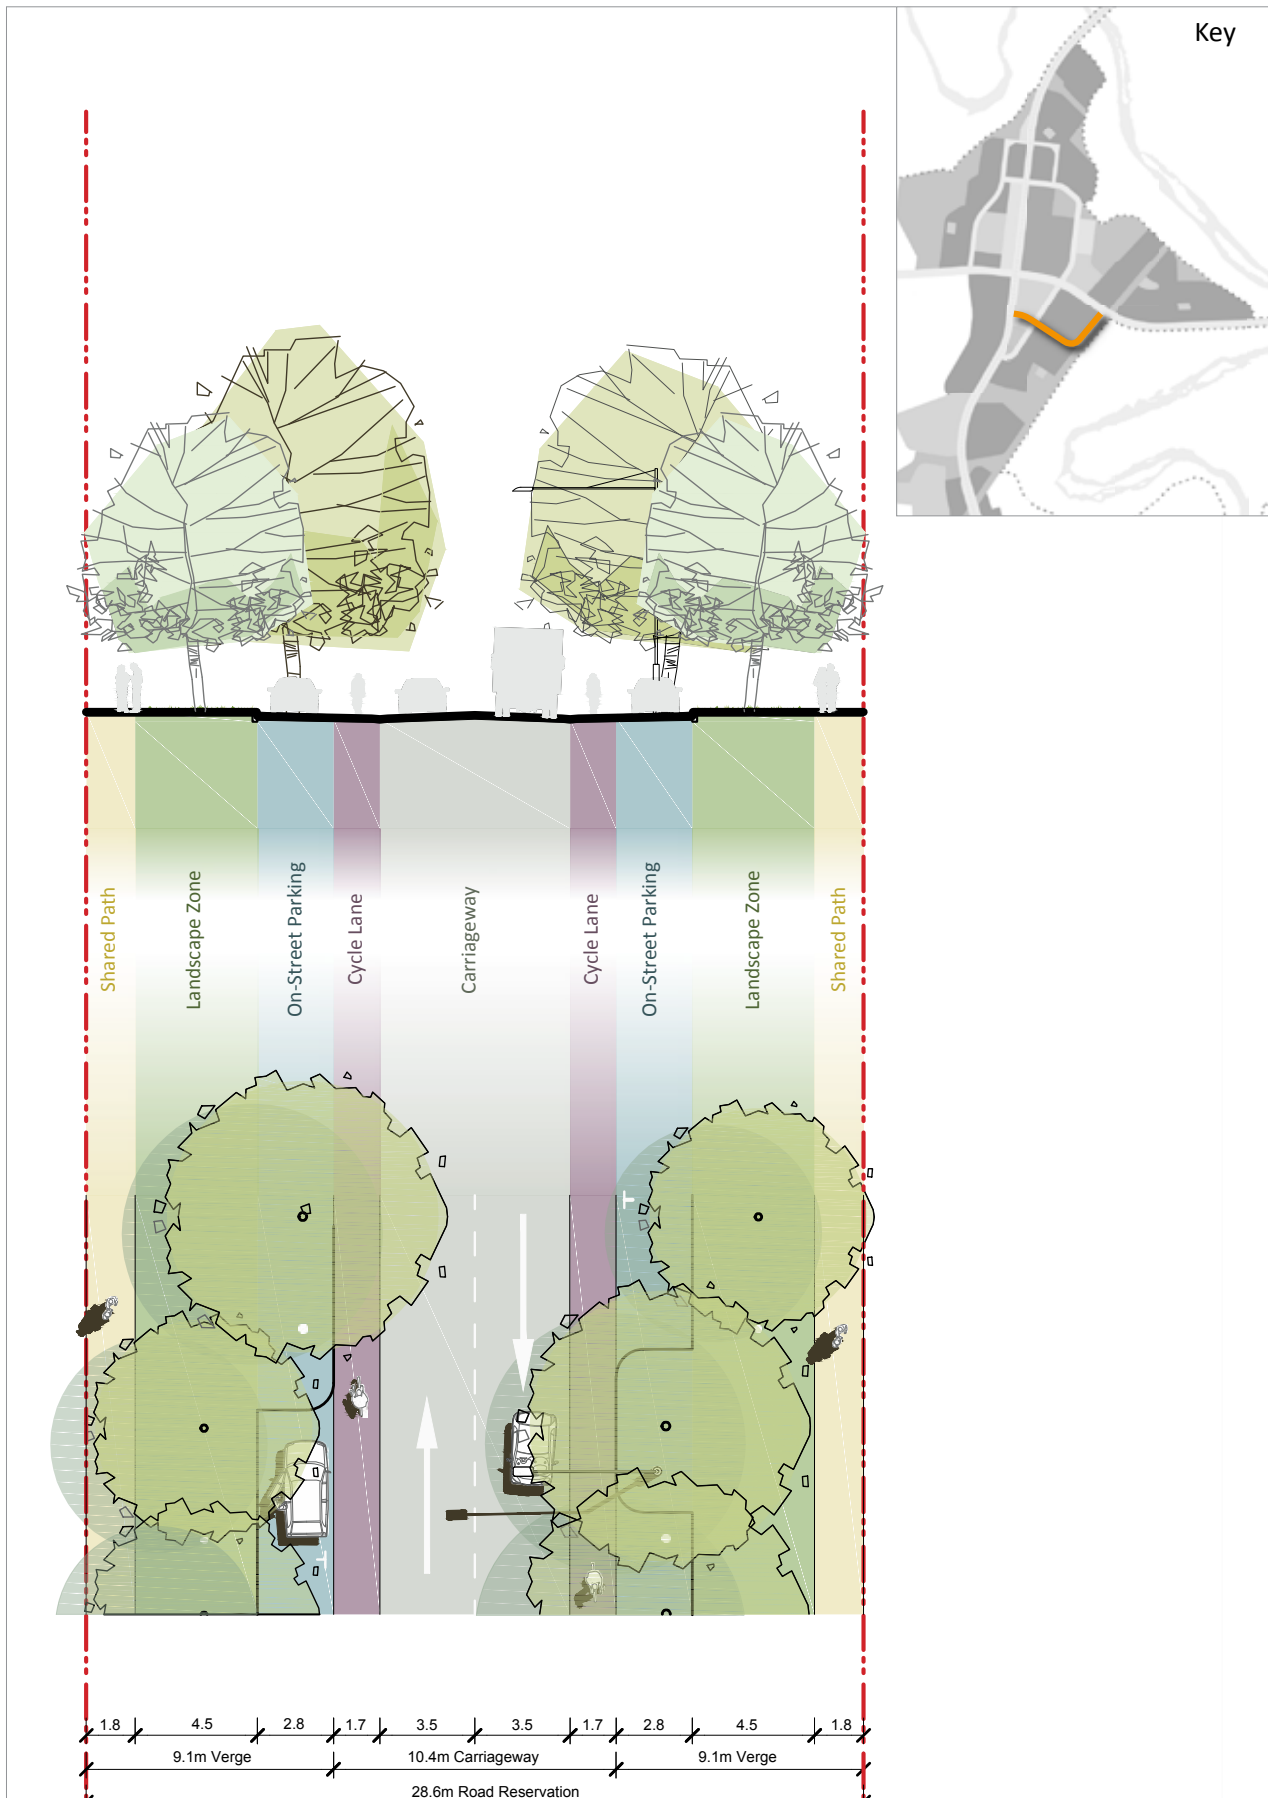 Key
Shared Path
Landscape Zone
On-Street Parking
Cycle Lane
Carriageway
Cycle Lane
On-Street Parking
Landscape Zone
Shared Path
1.8 4.5 2.8 1.7 3.5 3.5 1.7 2.8 4.5 1.8
9.1m Verge 10.4m Carriageway 9.1m Verge
28.6m Road Reservation